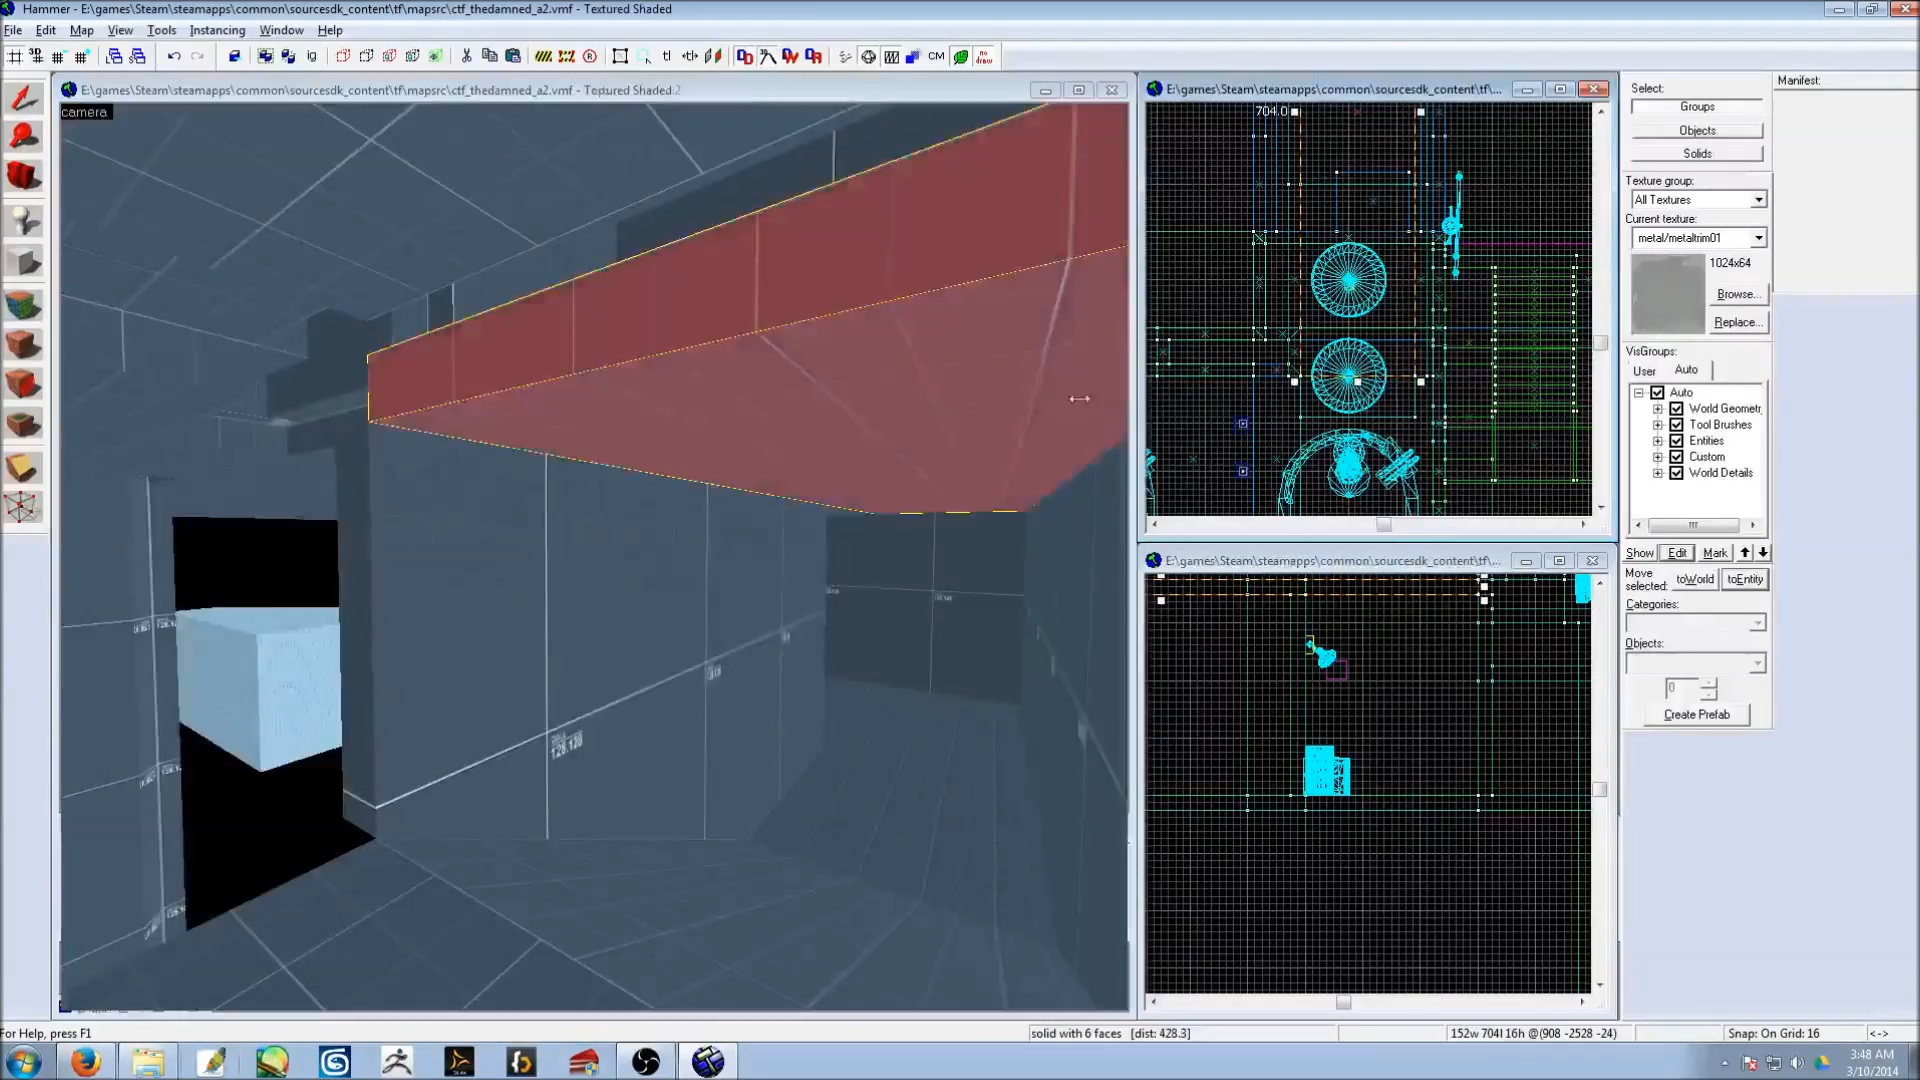 Hammer - E:\games\Steam\steamapps\common\sourcesdk_content\tf\mapsrc\ctf_thedamned_a2.vmf - Textured Shaded
File Edit Map View Tools Instancing Window Help
CM
E:\games\Steam\steamapps\common\sourcesdk_content\tf\mapsrc\ctf_thedamned_a2.vmf - Textured Shaded:2
camera
E:\games\Steam\steamapps\common\sourcesdk_content\tf\...
704.0
E:\games\Steam\steamapps\common\sourcesdk_content\tf\...
Select:
Groups
Objects
Solids
Texture group:
All Textures
Current texture:
metal/metaltrim01
1024x64
Browse...
Replace...
VisGroups:
User Auto
Auto
World Geometr
Tool Brushes
Entities
Custom
World Details
Show Edit Mark
Move selected: toWorld toEntity
Categories:
Objects:
0
Create Prefab
Manifest:
128.128
For Help, press F1
solid with 6 faces [dist: 428.3]
152w 704l 16h @(908 -2528 -24)
Snap: On Grid: 16
<->
3:48 AM
3/10/2014